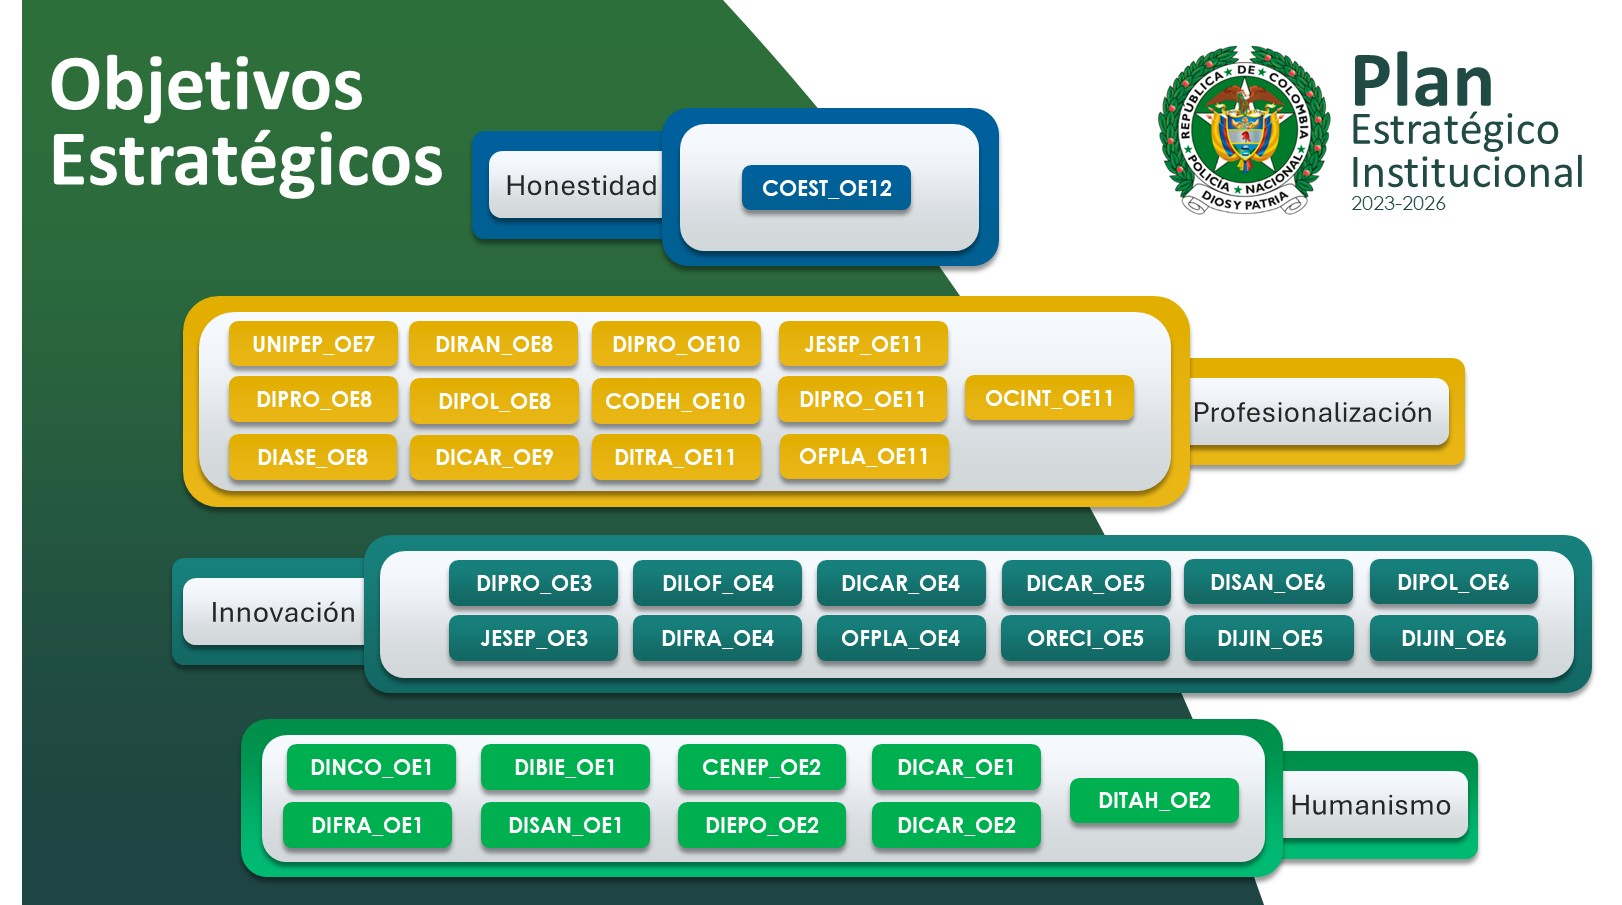 Objetivos
Estratégicos
REPUBLICA DE COLOMBIA
POLICÍA NACIONAL
DIOS Y PATRIA
Plan
Estratégico
Institucional
2023-2026
Honestidad
COEST_OE12
UNIPEP_OE7 DIRAN_OE8 DIPRO_OE10 JESEP_OE11
DIPRO_OE8 DIPOL_OE8 CODEH_OE10 DIPRO_OE11 OCINT_OE11
DIASE_OE8 DICAR_OE9 DITRA_OE11 OFPLA_OE11
Profesionalización
Innovación
DIPRO_OE3 DILOF_OE4 DICAR_OE4 DICAR_OE5 DISAN_OE6 DIPOL_OE6
JESEP_OE3 DIFRA_OE4 OFPLA_OE4 ORECI_OE5 DIJIN_OE5 DIJIN_OE6
DINCO_OE1 DIBIE_OE1 CENEP_OE2 DICAR_OE1
DITAH_OE2
DIFRA_OE1 DISAN_OE1 DIEPO_OE2 DICAR_OE2
Humanismo